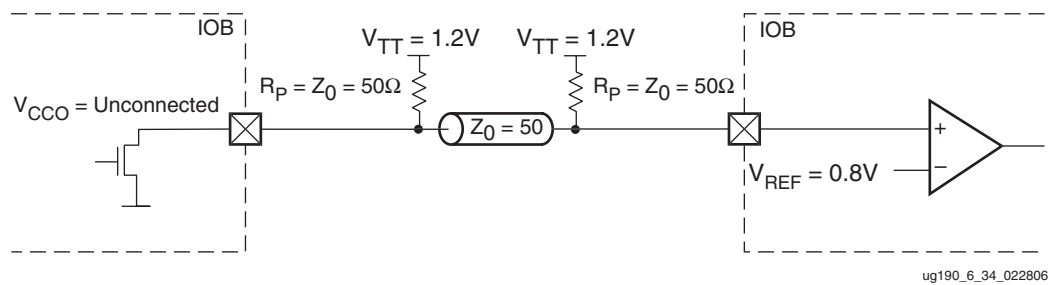 IOB
IOB
V_TT = 1.2V
V_TT = 1.2V
R_P = Z_0 = 50Ω
R_P = Z_0 = 50Ω
V_CCO = Unconnected
Z_0 = 50
+
–
V_REF = 0.8V
ug190_6_34_022806